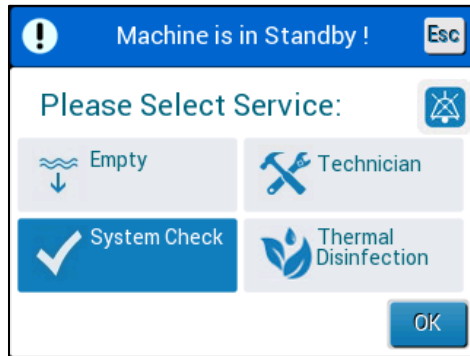 Machine is in Standby !
Esc
Please Select Service:
Empty
Technician
System Check
Thermal
Disinfection
OK